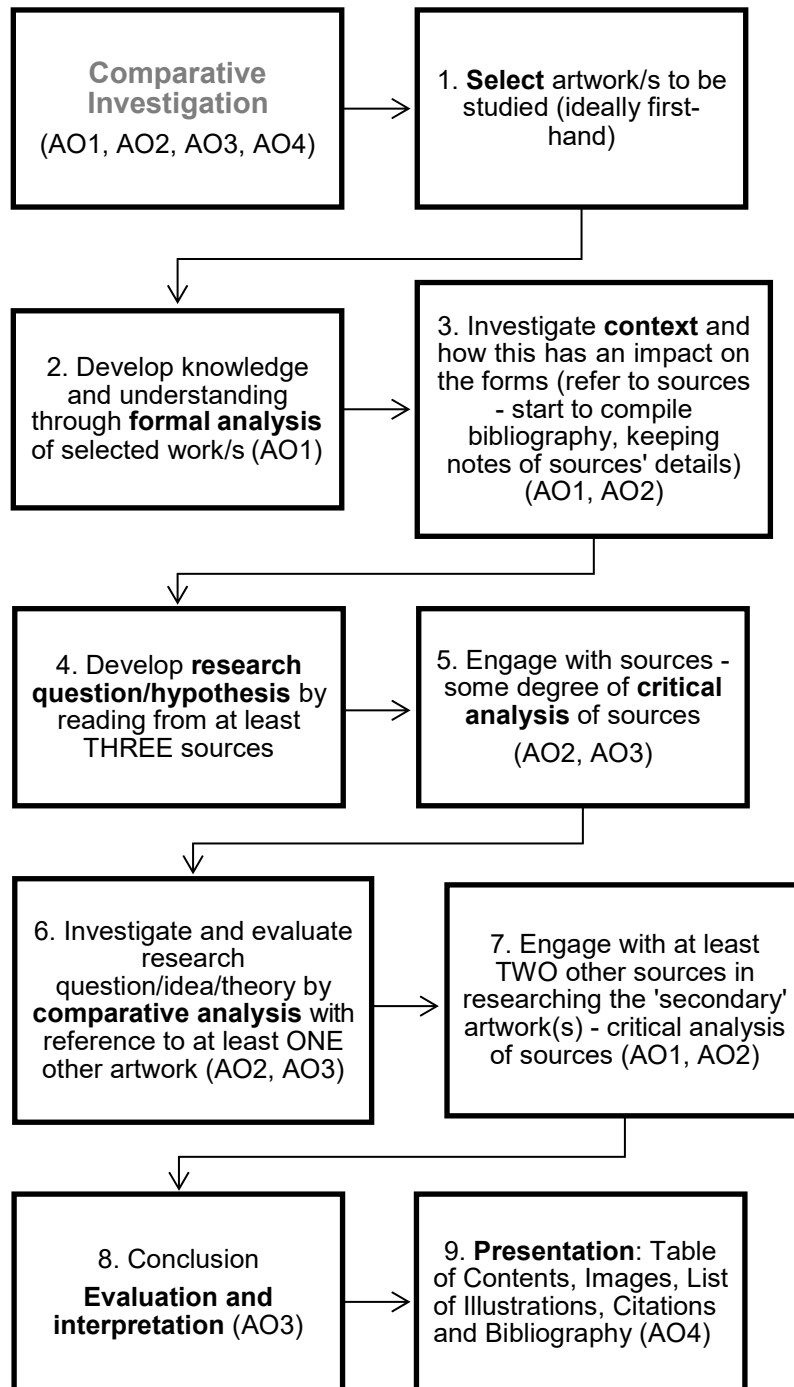 Comparative
Investigation
(AO1, AO2, AO3, AO4)
1. Select artwork/s to be
studied (ideally first-
hand)
2. Develop knowledge
and understanding
through formal analysis
of selected work/s (AO1)
3. Investigate context and
how this has an impact on
the forms (refer to sources
- start to compile
bibliography, keeping
notes of sources' details)
(AO1, AO2)
4. Develop research
question/hypothesis by
reading from at least
THREE sources
5. Engage with sources -
some degree of critical
analysis of sources
(AO2, AO3)
6. Investigate and evaluate
research
question/idea/theory by
comparative analysis with
reference to at least ONE
other artwork (AO2, AO3)
7. Engage with at least
TWO other sources in
researching the 'secondary'
artwork(s) - critical analysis
of sources (AO1, AO2)
8. Conclusion
Evaluation and
interpretation (AO3)
9. Presentation: Table
of Contents, Images, List
of Illustrations, Citations
and Bibliography (AO4)